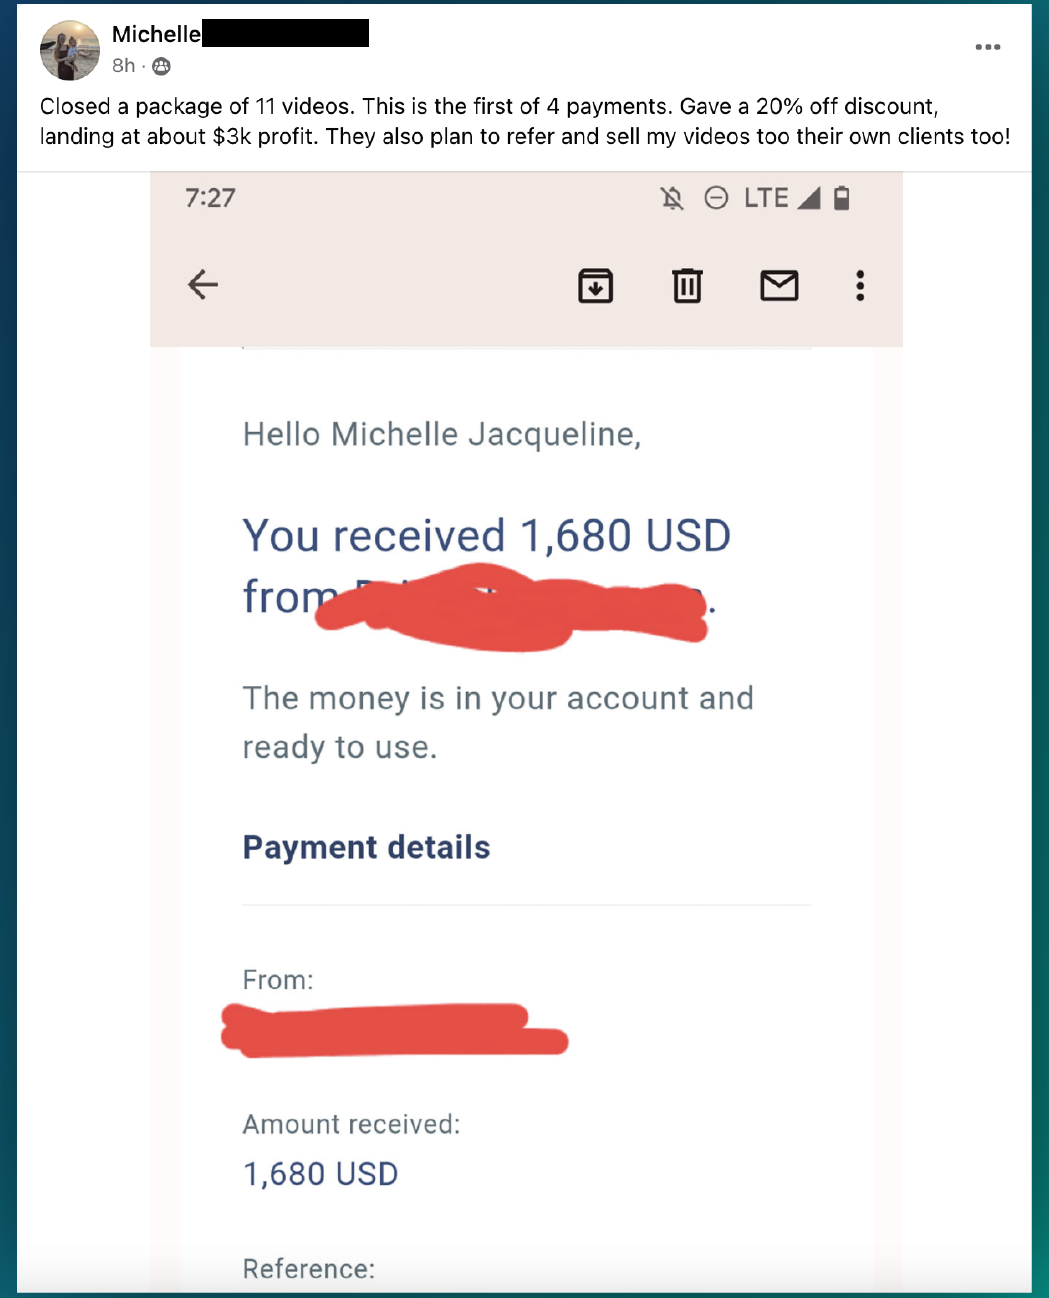 Michelle
8h ·
Closed a package of 11 videos. This is the first of 4 payments. Gave a 20% off discount,
landing at about $3k profit. They also plan to refer and sell my videos too their own clients too!
7:27
LTE
Hello Michelle Jacqueline,
You received 1,680 USD
from .
The money is in your account and
ready to use.
Payment details
From:
Amount received:
1,680 USD
Reference: